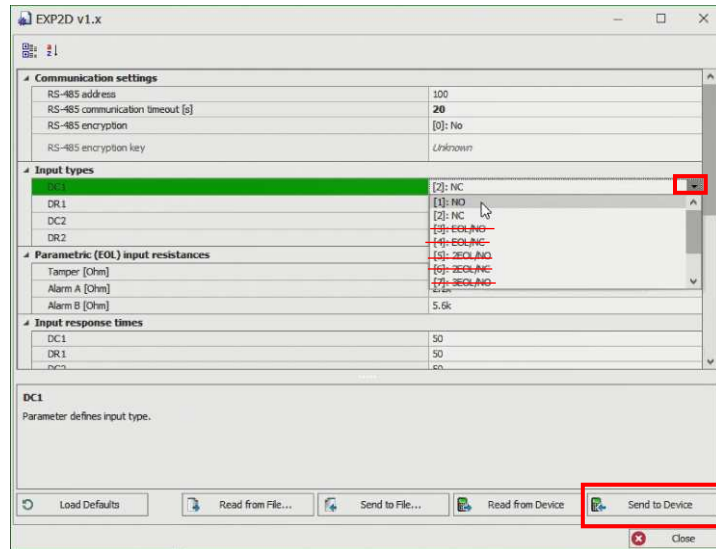 EXP2D v1.x
Communication settings
RS-485 address 100
RS-485 communication timeout [s] 20
RS-485 encryption [0]: No
RS-485 encryption key Unknown
Input types
DC1 [2]: NC
DR1 [1]: NO
DC2 [2]: NC
[3]: EOL/NO
DR2 [4]: EOL/NC
Parametric (EOL) input resistances [5]: 2EOL/NO
Tamper [Ohm] [6]: 2EOL/NC
Alarm A [Ohm] [7]: 3EOL/NO
Alarm B [Ohm] 5.6k
Input response times
DC1 50
DR1 50
DC2 50
DC1
Parameter defines input type.
Load Defaults Read from File... Send to File... Read from Device Send to Device
Close